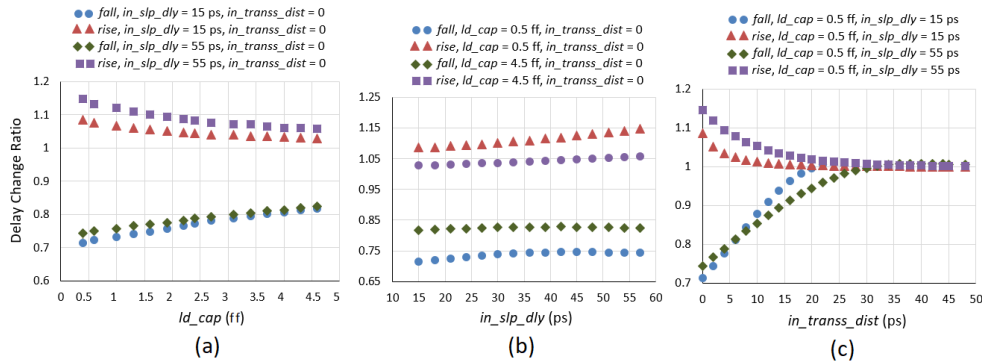 fall, in_slp_dly = 15 ps, in_transs_dist = 0
rise, in_slp_dly = 15 ps, in_transs_dist = 0
fall, in_slp_dly = 55 ps, in_transs_dist = 0
rise, in_slp_dly = 55 ps, in_transs_dist = 0
Delay Change Ratio
1.2
1.1
1
0.9
0.8
0.7
0.6
0 0.5 1 1.5 2 2.5 3 3.5 4 4.5 5
ld_cap (ff)
(a)
fall, ld_cap = 0.5 ff, in_transs_dist = 0
rise, ld_cap = 0.5 ff, in_transs_dist = 0
fall, ld_cap = 4.5 ff, in_transs_dist = 0
rise, ld_cap = 4.5 ff, in_transs_dist = 0
1.25
1.15
1.05
0.95
0.85
0.75
0.65
10 15 20 25 30 35 40 45 50 55 60
in_slp_dly (ps)
(b)
fall, ld_cap = 0.5 ff, in_slp_dly = 15 ps
rise, ld_cap = 0.5 ff, in_slp_dly = 15 ps
fall, ld_cap = 0.5 ff, in_slp_dly = 55 ps
rise, ld_cap = 0.5 ff, in_slp_dly = 55 ps
1.2
1.1
1
0.9
0.8
0.7
0 10 20 30 40 50
in_transs_dist (ps)
(c)